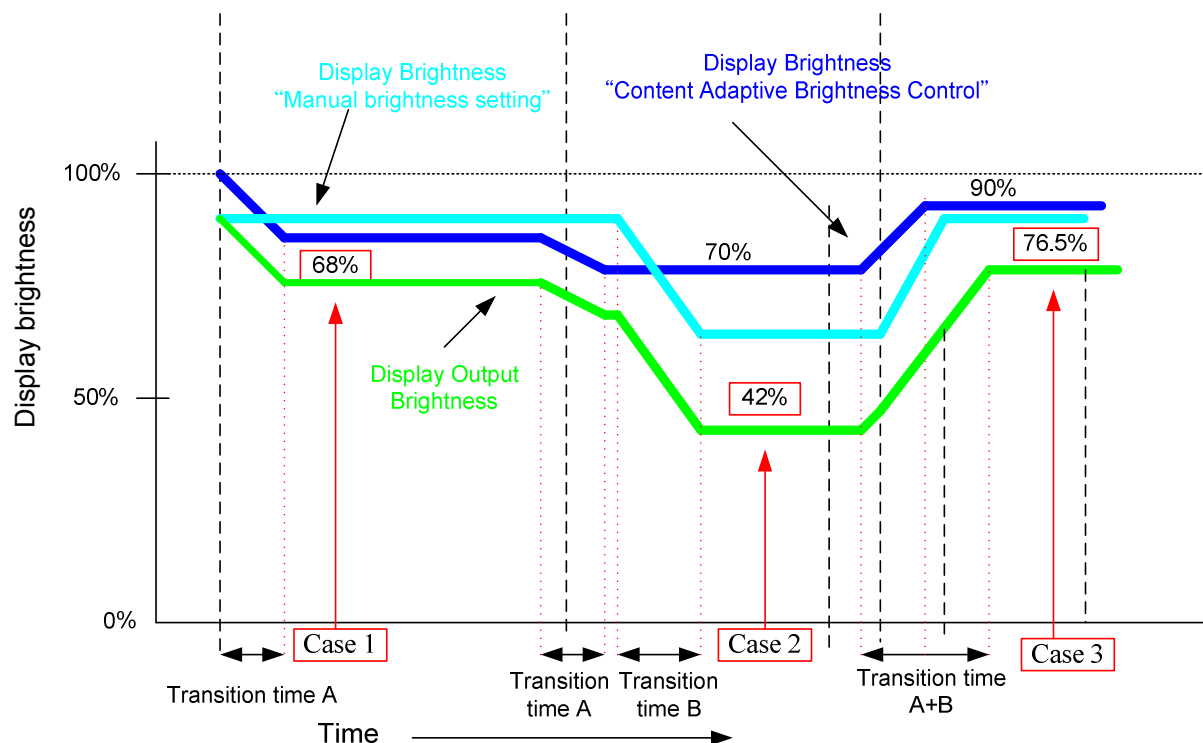 Display Brightness
“Manual brightness setting”
Display Brightness
“Content Adaptive Brightness Control”
100%
90%
76.5%
68%
70%
Display brightness
Display Output
Brightness
50%
42%
0%
Case 1
Case 2
Case 3
Transition time A
Transition
time A
Transition
time B
Transition time
A+B
Time